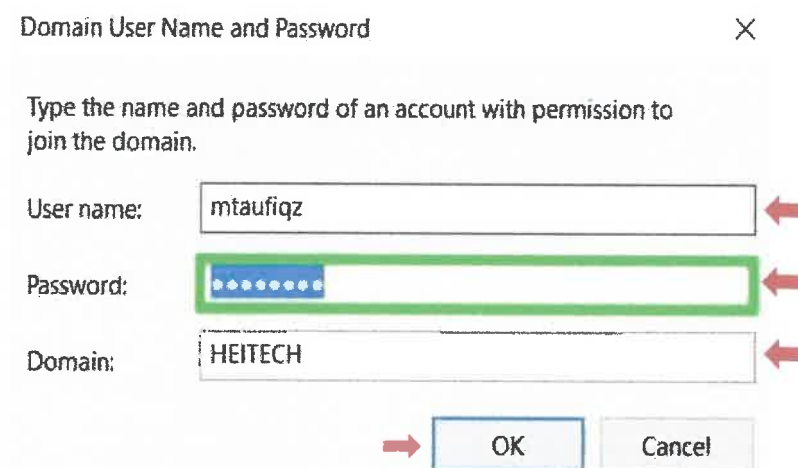 Domain User Name and Password
Type the name and password of an account with permission to
join the domain.
User name: mtaufiqz
Password: ••••••••
Domain: HEITECH
OK Cancel